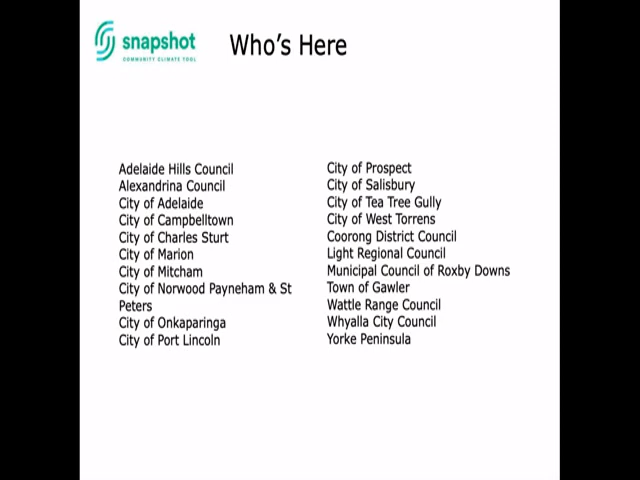 snapshot
COMMUNITY CLIMATE TOOL
Who's Here
Adelaide Hills Council
Alexandrina Council
City of Adelaide
City of Campbelltown
City of Charles Sturt
City of Marion
City of Mitcham
City of Norwood Payneham & St
Peters
City of Onkaparinga
City of Port Lincoln
City of Prospect
City of Salisbury
City of Tea Tree Gully
City of West Torrens
Coorong District Council
Light Regional Council
Municipal Council of Roxby Downs
Town of Gawler
Wattle Range Council
Whyalla City Council
Yorke Peninsula